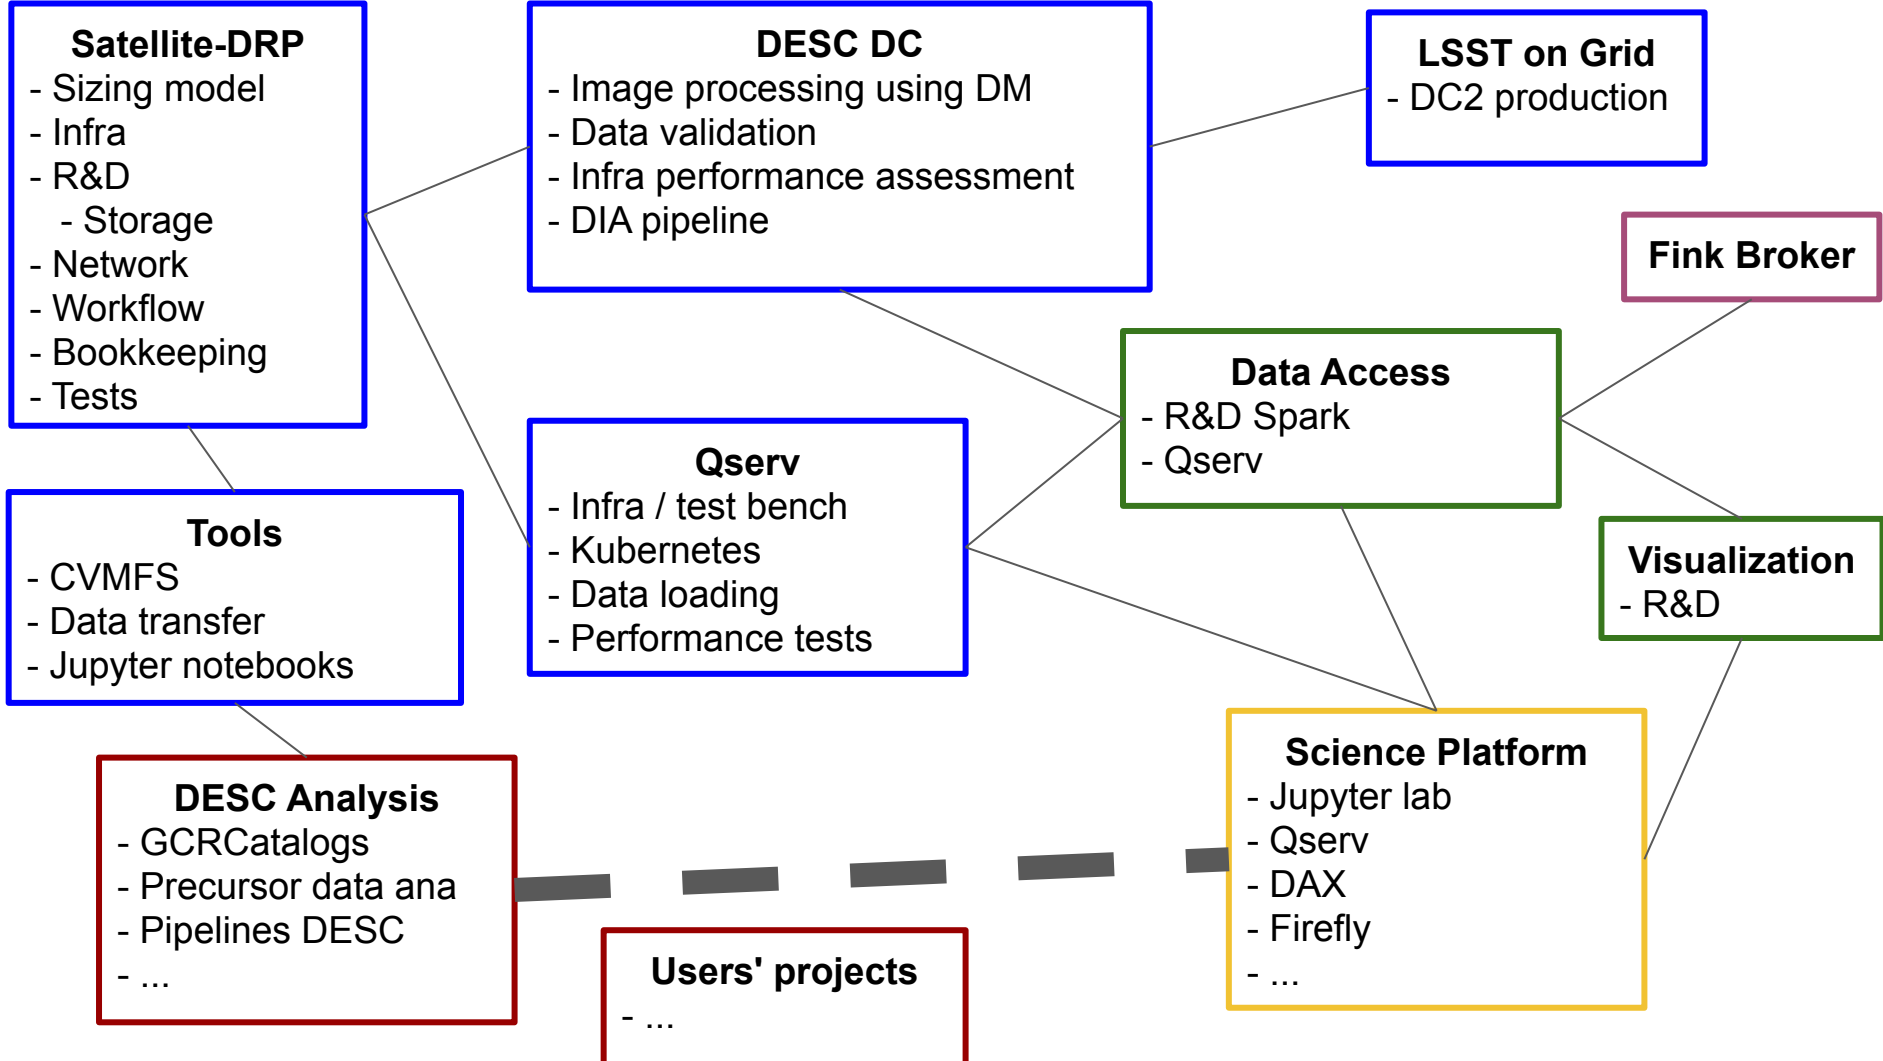 Satellite-DRP
- Sizing model
- Infra
- R&D
- Storage
- Network
- Workflow
- Bookkeeping
- Tests
DESC DC
- Image processing using DM
- Data validation
- Infra performance assessment
- DIA pipeline
LSST on Grid
- DC2 production
Fink Broker
Data Access
- R&D Spark
- Qserv
Qserv
- Infra / test bench
- Kubernetes
- Data loading
- Performance tests
Tools
- CVMFS
- Data transfer
- Jupyter notebooks
Visualization
- R&D
DESC Analysis
- GCRCatalogs
- Precursor data ana
- Pipelines DESC
- ...
Users' projects
- ...
Science Platform
- Jupyter lab
- Qserv
- DAX
- Firefly
- ...